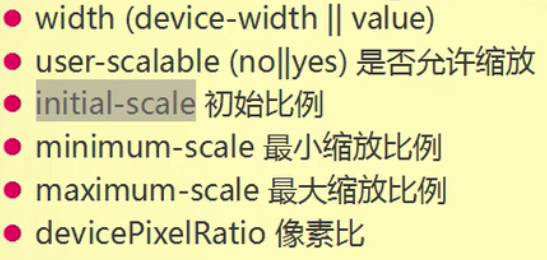 width (device-width || value)
user-scalable (no||yes) 是否允许缩放
initial-scale 初始比例
minimum-scale 最小缩放比例
maximum-scale 最大缩放比例
devicePixelRatio 像素比